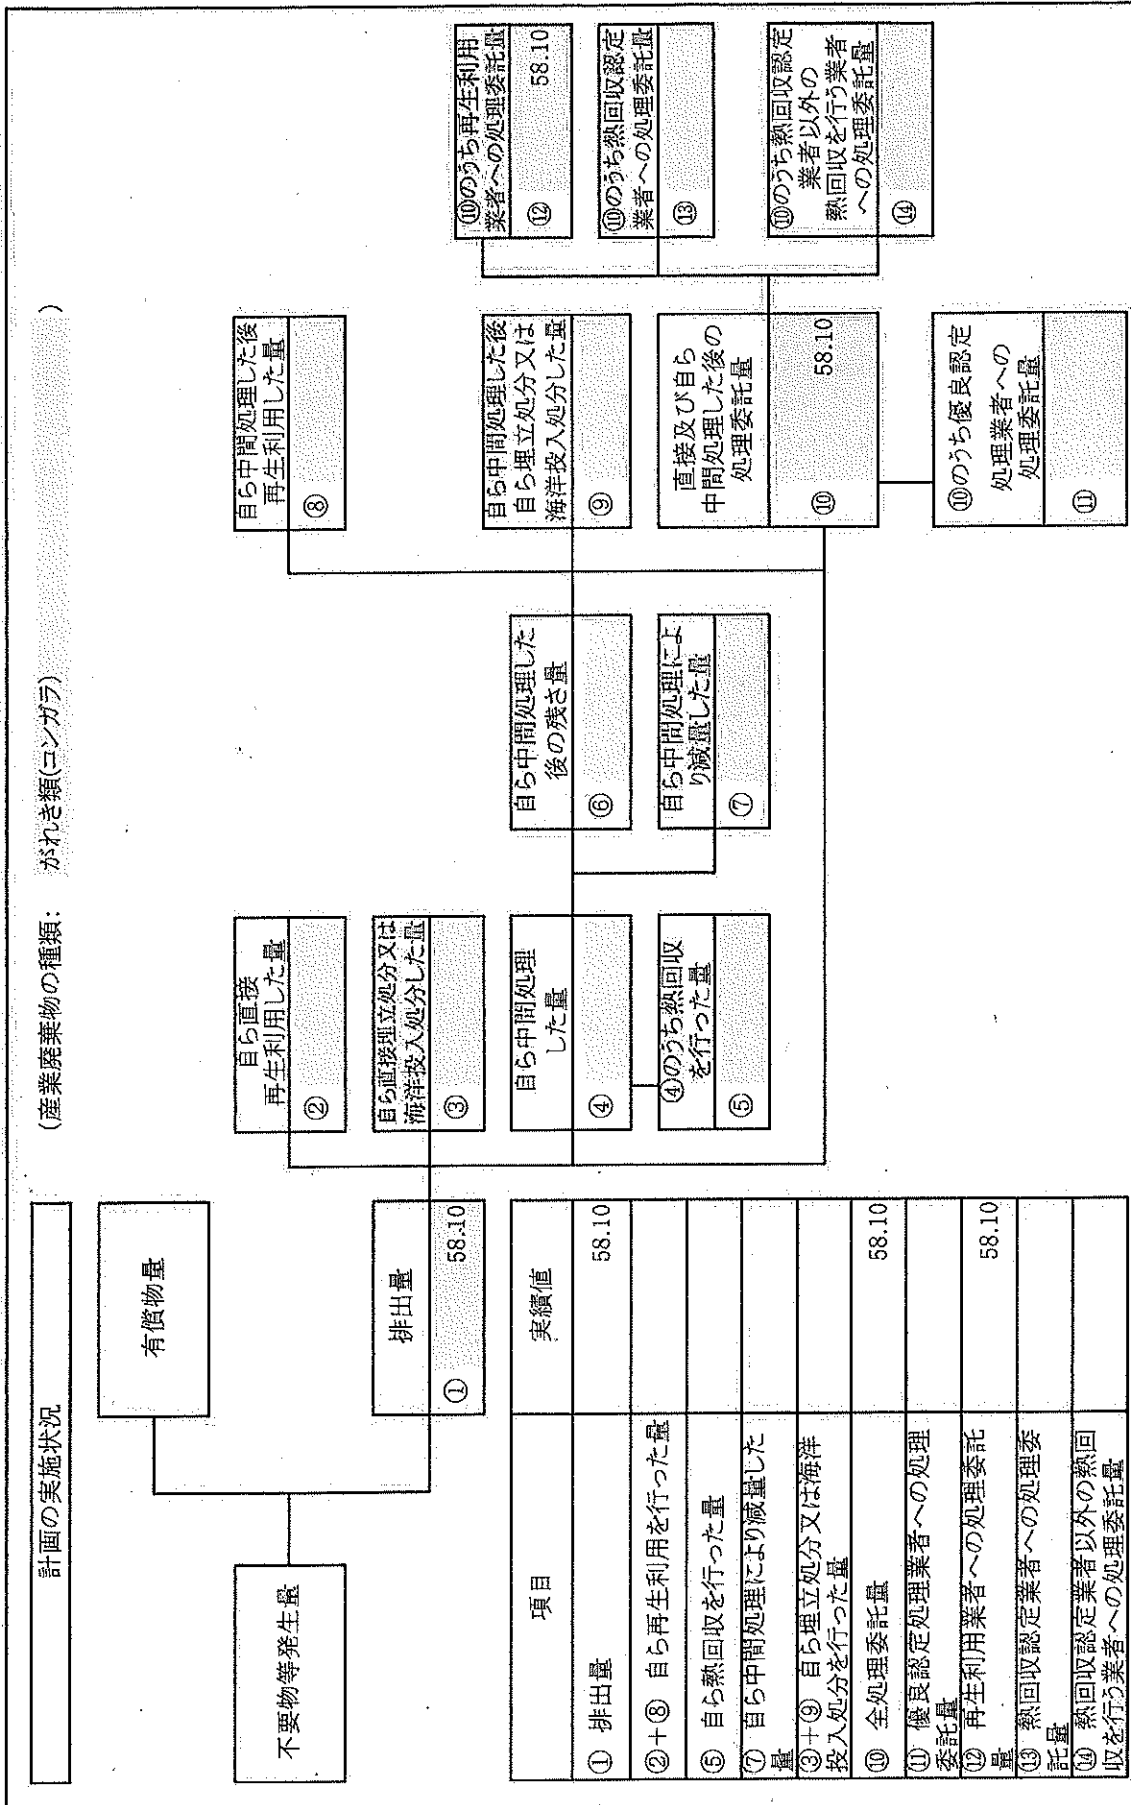 計画の実施状況
(産業廃棄物の種類: がれき類(コンガラ) )
不要物等発生量
有償物量
排出量
① 58.10
自ら直接
再生利用した量
②
自ら直接埋立処分又は
海洋投入処分した量
③
自ら中間処理
した量
④
④のうち熱回収
を行った量
⑤
自ら中間処理した
後の残さ量
⑥
自ら中間処理によ
り減量した量
⑦
自ら中間処理した後
再生利用した量
⑧
自ら中間処理した後
自ら埋立処分又は
海洋投入処分した量
⑨
直接及び自ら
中間処理した後の
処理委託量
⑩ 58.10
⑩のうち優良認定
処理業者への
処理委託量
⑪
⑩のうち再生利用
業者への処理委託量
⑫ 58.10
⑩のうち熱回収認定
業者への処理委託量
⑬
⑩のうち熱回収認定
業者以外の
熱回収を行う業者
への処理委託量
⑭
項目 実績値
① 排出量 58.10
②+⑧ 自ら再生利用を行った量
⑤ 自ら熱回収を行った量
⑦ 自ら中間処理により減量した
量
③+⑨ 自ら埋立処分又は海洋
投入処分を行った量
⑩ 全処理委託量 58.10
⑪ 優良認定処理業者への処理
委託量
⑫ 再生利用業者への処理委託
量 58.10
⑬ 熱回収認定業者への処理委
託量
⑭ 熱回収認定業者以外の熱回
収を行う業者への処理委託量